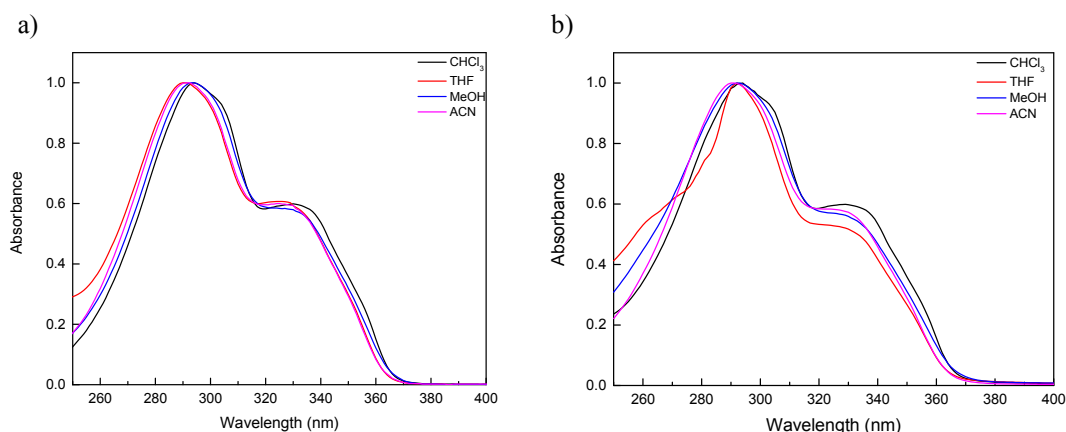 a)
CHCl3
THF
MeOH
ACN
1.0
0.8
0.6
0.4
0.2
0.0
Absorbance
260 280 300 320 340 360 380 400
Wavelength (nm)
b)
CHCl3
THF
MeOH
ACN
1.0
0.8
0.6
0.4
0.2
0.0
Absorbance
260 280 300 320 340 360 380 400
Wavelength (nm)